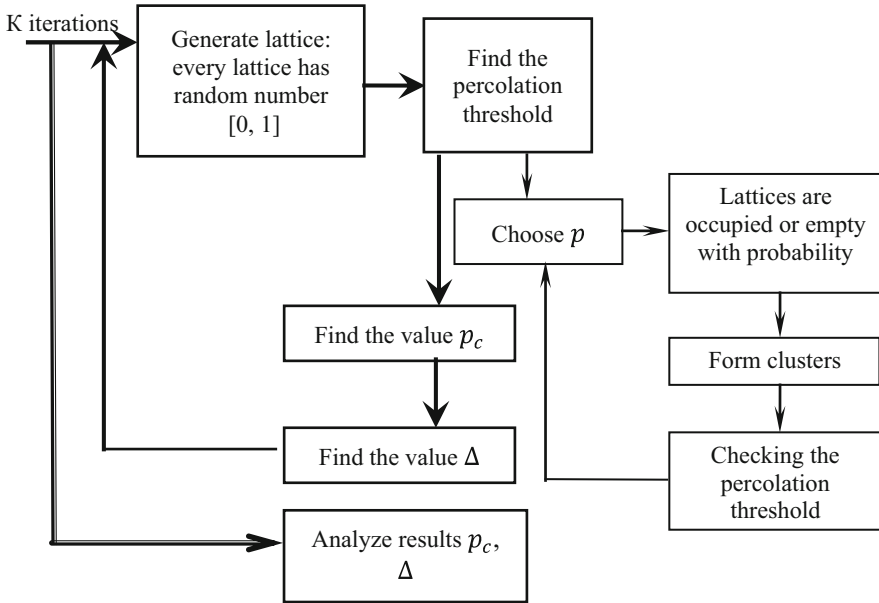 K iterations
Generate lattice:
every lattice has
random number
[0, 1]
Find the
percolation
threshold
Choose p
Lattices are
occupied or empty
with probability
Find the value p_c
Form clusters
Find the value Δ
Checking the
percolation
threshold
Analyze results p_c,
Δ